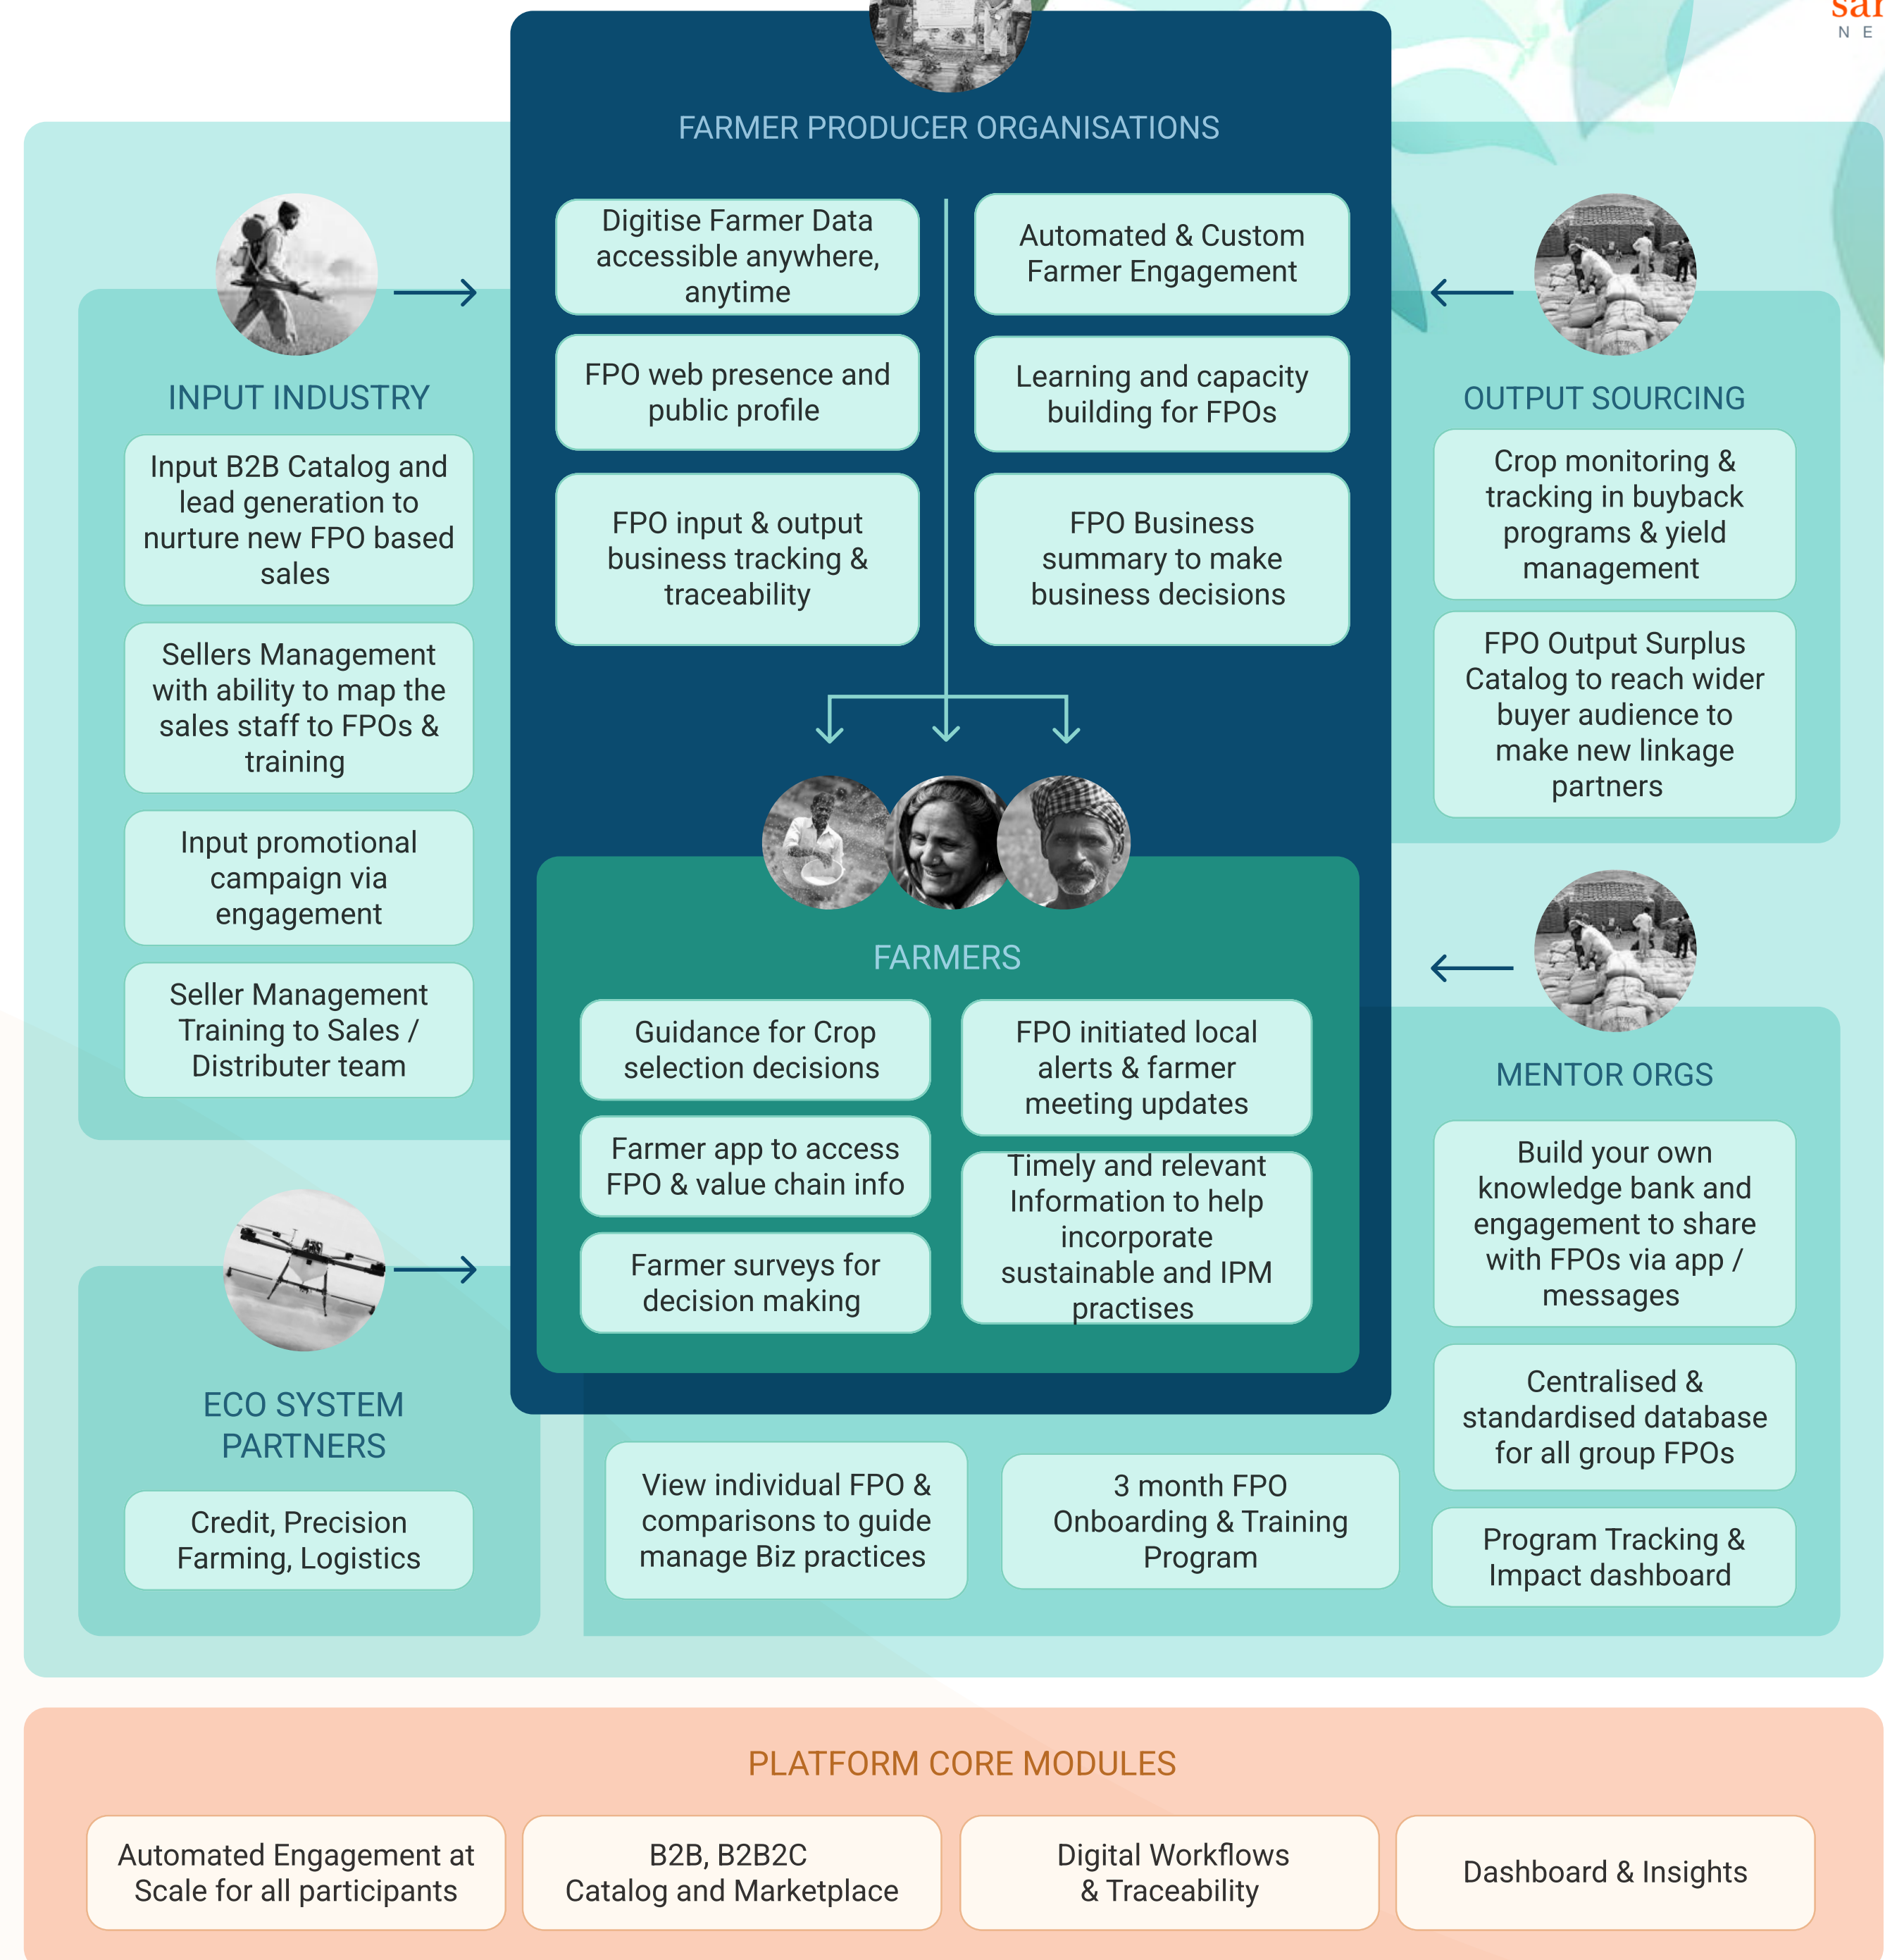 FARMER PRODUCER ORGANISATIONS
Digitise Farmer Data
accessible anywhere,
anytime
Automated & Custom
Farmer Engagement
FPO web presence and
public profile
Learning and capacity
building for FPOs
FPO input & output
business tracking &
traceability
FPO Business
summary to make
business decisions
INPUT INDUSTRY
Input B2B Catalog and
lead generation to
nurture new FPO based
sales
Sellers Management
with ability to map the
sales staff to FPOs &
training
Input promotional
campaign via
engagement
Seller Management
Training to Sales /
Distributer team
OUTPUT SOURCING
Crop monitoring &
tracking in buyback
programs & yield
management
FPO Output Surplus
Catalog to reach wider
buyer audience to
make new linkage
partners
FARMERS
Guidance for Crop
selection decisions
Farmer app to access
FPO & value chain info
Farmer surveys for
decision making
FPO initiated local
alerts & farmer
meeting updates
Timely and relevant
Information to help
incorporate
sustainable and IPM
practises
MENTOR ORGS
Build your own
knowledge bank and
engagement to share
with FPOs via app /
messages
Centralised &
standardised database
for all group FPOs
Program Tracking &
Impact dashboard
View individual FPO &
comparisons to guide
manage Biz practices
3 month FPO
Onboarding & Training
Program
ECO SYSTEM
PARTNERS
Credit, Precision
Farming, Logistics
PLATFORM CORE MODULES
Automated Engagement at
Scale for all participants
B2B, B2B2C
Catalog and Marketplace
Digital Workflows
& Traceability
Dashboard & Insights